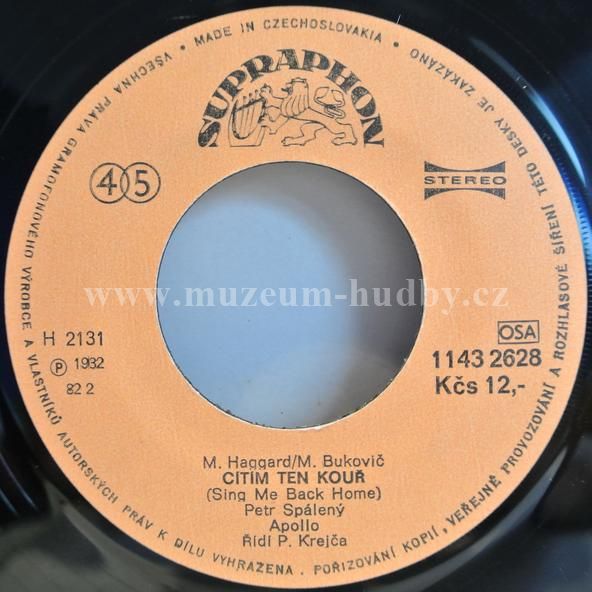 VŠECHNA PRÁVA GRAMOFONOVÉHO VÝROBCE A VLASTNÍKŮ AUTORSKÝCH PRÁV K DÍLU VYHRAZENA. POŘIZOVÁNÍ KOPIÍ, VEŘEJNÉ PROVOZOVÁNÍ A ROZHLASOVÉ ŠÍŘENÍ TÉTO DESKY JE ZAKÁZÁNO • MADE IN CZECHOSLOVAKIA •
SUPRAPHON
45
STEREO
www.muzeum-hudby.cz
H 2131
Ⓟ 1982
82 2
OSA
1143 2628
Kčs 12,-
M. Haggard/M. Bukovič
CÍTÍM TEN KOUŘ
(Sing Me Back Home)
Petr Spálený
Apollo
Řídí P. Krejča